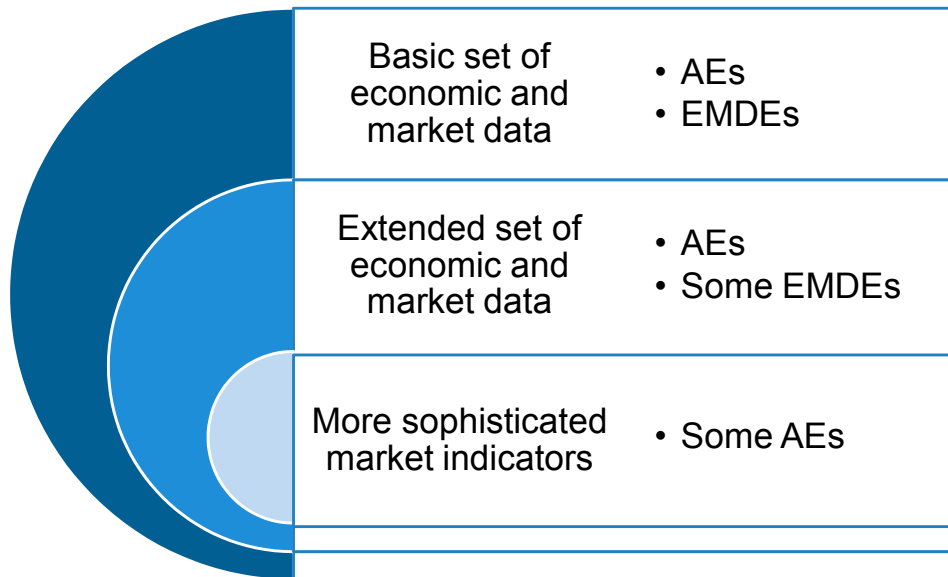 Basic set of
economic and
market data
• AEs
• EMDEs
Extended set of
economic and
market data
• AEs
• Some EMDEs
More sophisticated
market indicators
• Some AEs